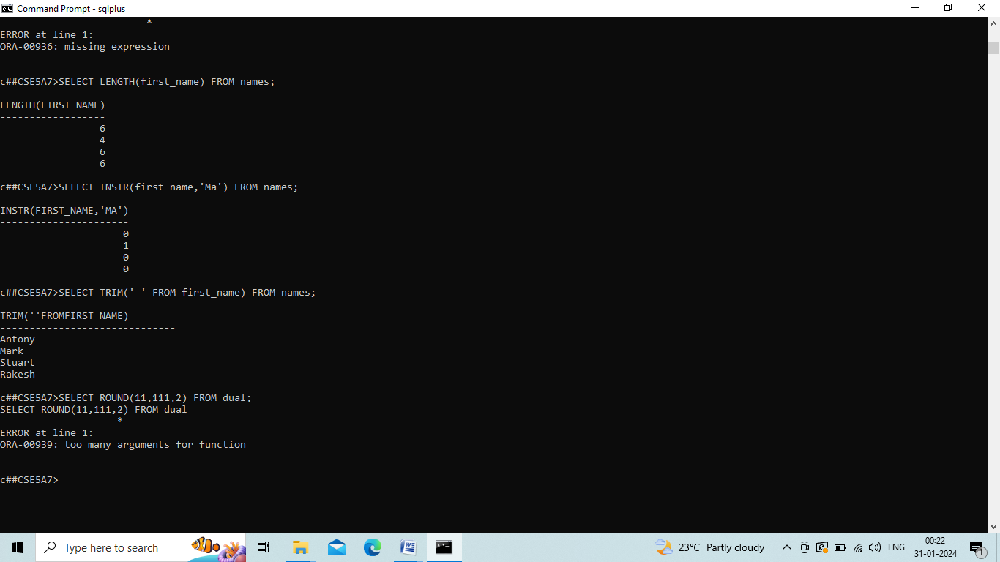 Command Prompt - sqlplus
*
ERROR at line 1:
ORA-00936: missing expression
c##CSE5A7>SELECT LENGTH(first_name) FROM names;
LENGTH(FIRST_NAME)
------------------
6
4
6
6
c##CSE5A7>SELECT INSTR(first_name,'Ma') FROM names;
INSTR(FIRST_NAME,'MA')
----------------------
0
1
0
0
c##CSE5A7>SELECT TRIM(' ' FROM first_name) FROM names;
TRIM(''FROMFIRST_NAME)
------------------------------
Antony
Mark
Stuart
Rakesh
c##CSE5A7>SELECT ROUND(11,111,2) FROM dual;
SELECT ROUND(11,111,2) FROM dual
*
ERROR at line 1:
ORA-00939: too many arguments for function
c##CSE5A7>
Type here to search
23°C Partly cloudy
ENG
00:22
31-01-2024
1